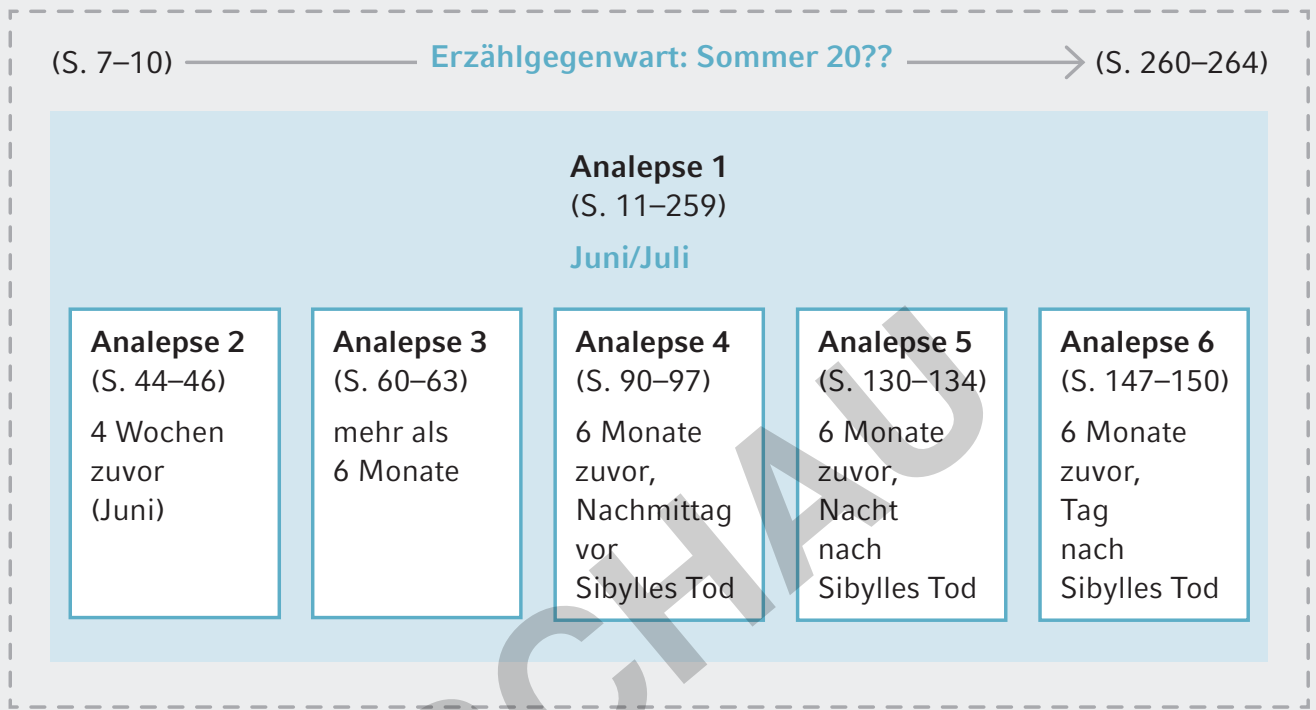 (S. 7–10) Erzählgegenwart: Sommer 20?? (S. 260–264)
Analepse 1
(S. 11–259)
Juni/Juli
Analepse 2
(S. 44–46)
4 Wochen
zuvor
(Juni)
Analepse 3
(S. 60–63)
mehr als
6 Monate
Analepse 4
(S. 90–97)
6 Monate
zuvor,
Nachmittag
vor
Sibylles Tod
Analepse 5
(S. 130–134)
6 Monate
zuvor,
Nacht
nach
Sibylles Tod
Analepse 6
(S. 147–150)
6 Monate
zuvor,
Tag
nach
Sibylles Tod
SCHAU